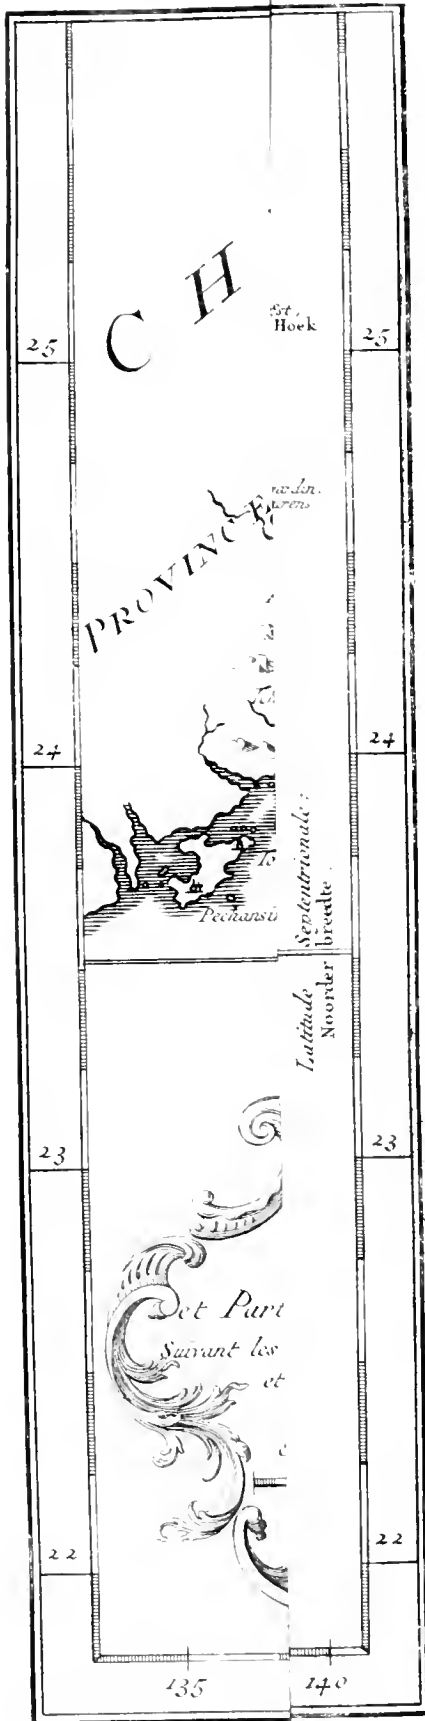 C H
est.
Hoek
25
25
PROVINCE
24
24
Septentrionale:
breedte.
Latitude
Noorder
23
23
et Part
Suivant les
et
22
22
135
140